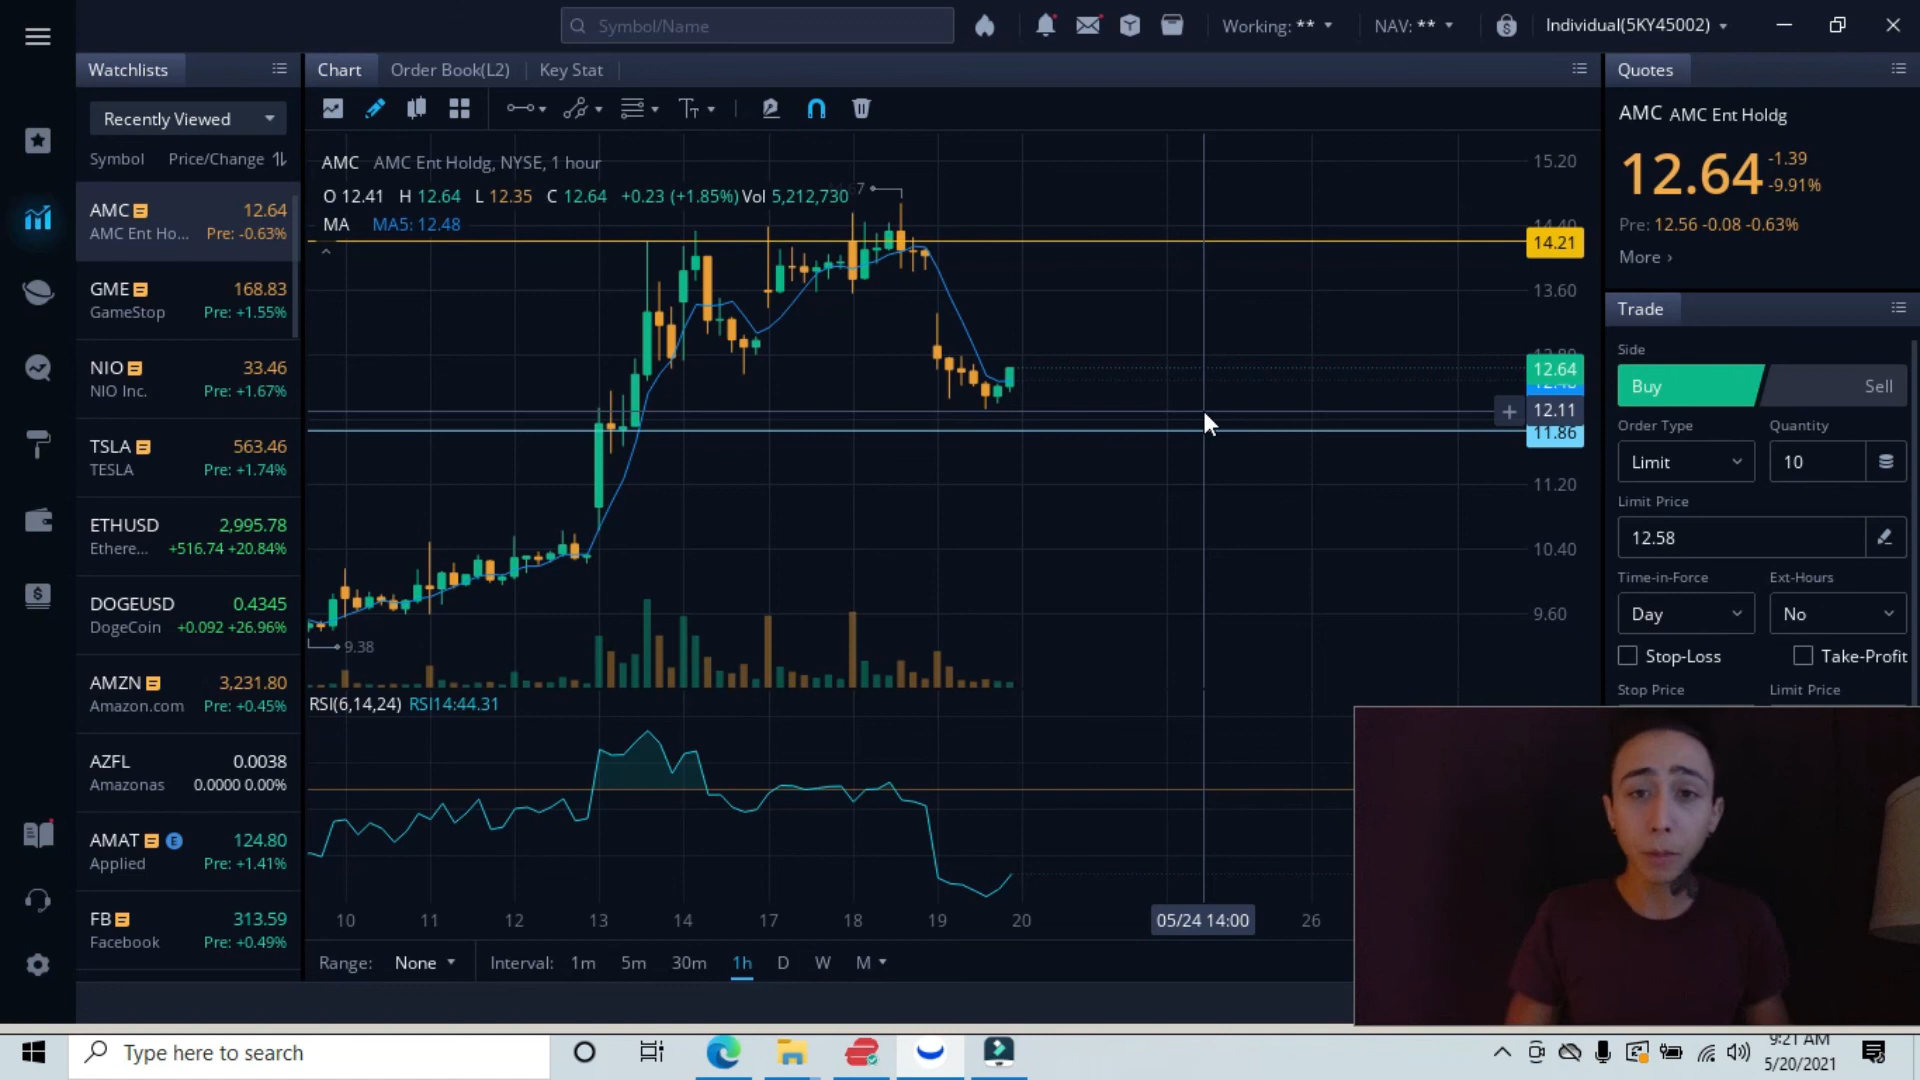 Symbol/Name
Working: **
NAV: **
Individual(5KY45002)
Watchlists
Chart
Order Book(L2)
Key Stat
Quotes
Recently Viewed
Symbol Price/Change
AMC 12.64
AMC Ent Ho... Pre: -0.63%
GME 168.83
GameStop Pre: +1.55%
NIO 33.46
NIO Inc. Pre: +1.67%
TSLA 563.46
TESLA Pre: +1.74%
ETHUSD 2,995.78
Ethere... +516.74 +20.84%
DOGEUSD 0.4345
DogeCoin +0.092 +26.96%
AMZN 3,231.80
Amazon.com Pre: +0.45%
AZFL 0.0038
Amazonas 0.0000 0.00%
AMAT E 124.80
Applied Pre: +1.41%
FB 313.59
Facebook Pre: +0.49%
AMC AMC Ent Holdg, NYSE, 1 hour
O 12.41 H 12.64 L 12.35 C 12.64 +0.23 (+1.85%) Vol 5,212,730
MA MA5: 12.48
15.20
14.40
14.21
13.60
12.80
12.64
12.48
12.11
11.86
11.20
10.40
9.60
9.38
RSI(6,14,24) RSI14:44.31
10 11 12 13 14 17 18 19 20 05/24 14:00 26
Range: None Interval: 1m 5m 30m 1h D W M
AMC AMC Ent Holdg
12.64 -1.39
-9.91%
Pre: 12.56 -0.08 -0.63%
More
Trade
Side
Buy Sell
Order Type Quantity
Limit 10
Limit Price
12.58
Time-in-Force Ext-Hours
Day No
Stop-Loss Take-Profit
Stop Price Limit Price
Type here to search
9:21 AM
5/20/2021